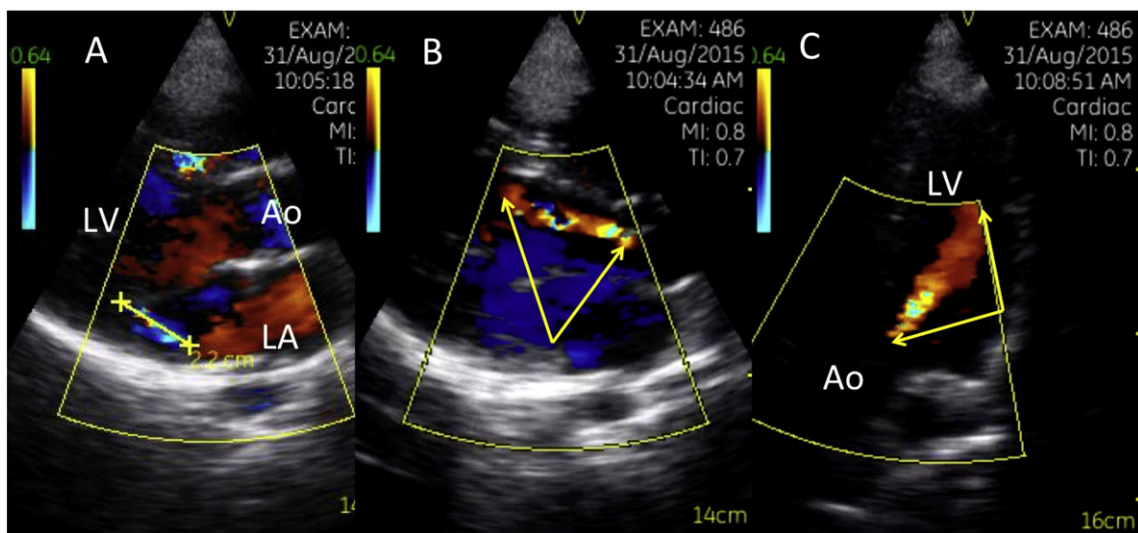 A
0.64
EXAM:
31/Aug/2
10:05:18
Card
MI:
TI:
LV
Ao
LA
2.2 cm
14
B
0.64
EXAM: 486
31/Aug/2015
10:04:34 AM
Cardiac
MI: 0.8
TI: 0.7
14cm
C
0.64
EXAM: 486
31/Aug/2015
10:08:51 AM
Cardiac
MI: 0.8
TI: 0.7
LV
Ao
16cm